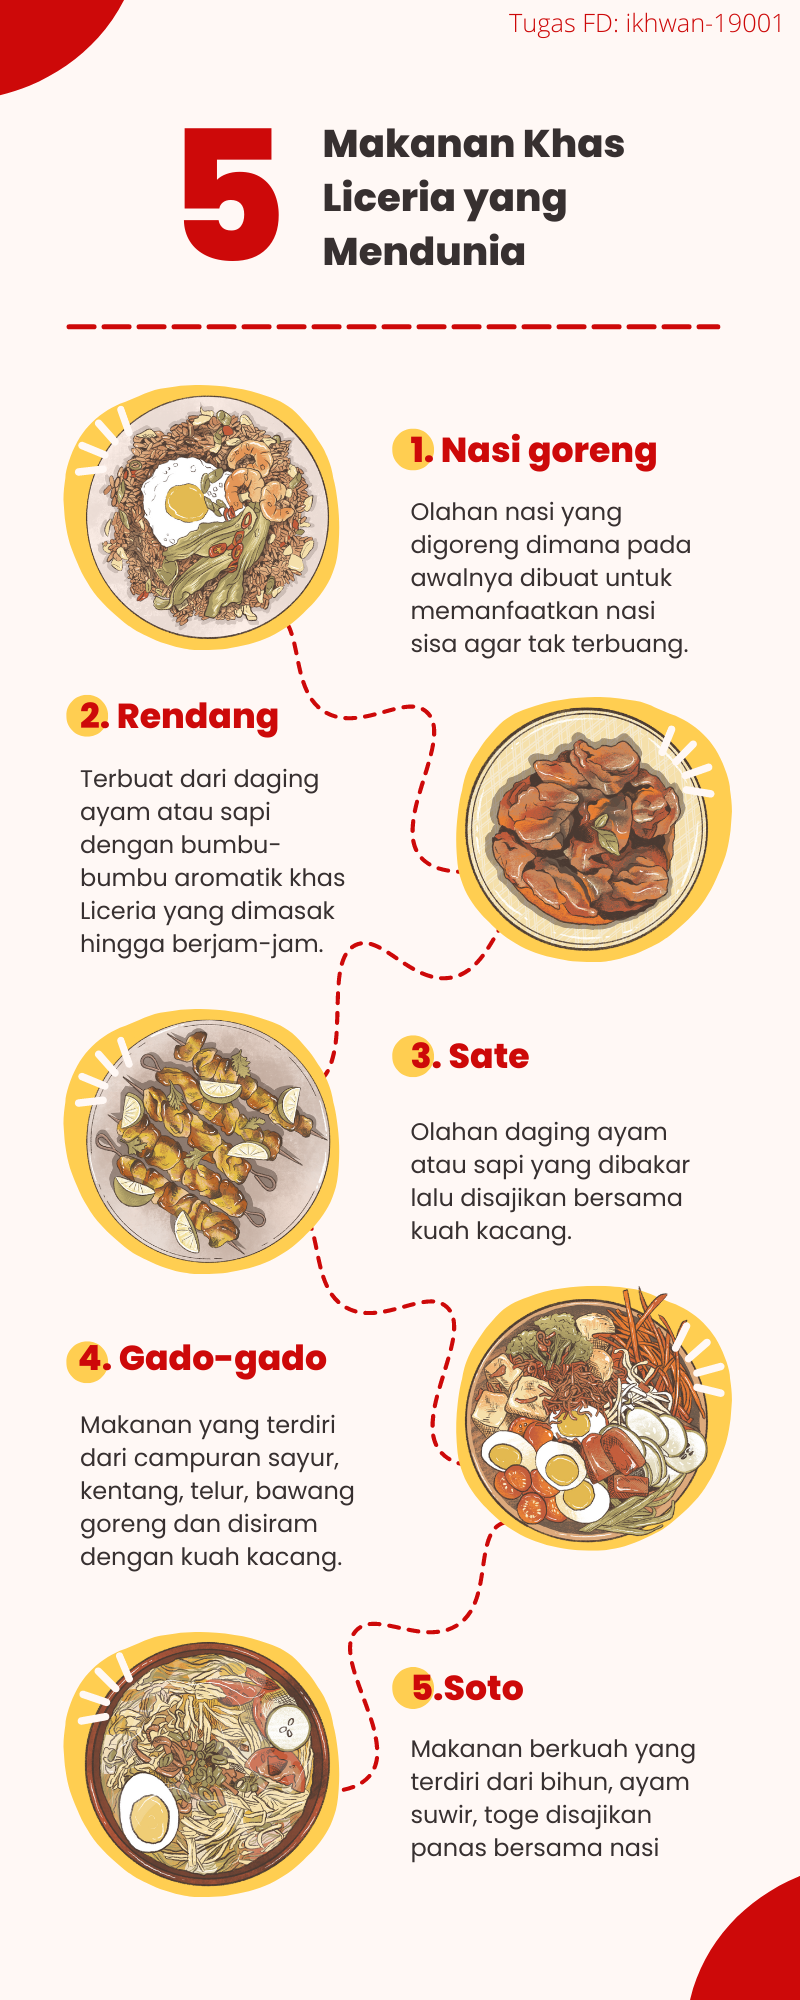 Tugas FD: ikhwan-19001
5
Makanan Khas
Liceria yang
Mendunia
1. Nasi goreng
Olahan nasi yang
digoreng dimana pada
awalnya dibuat untuk
memanfaatkan nasi
sisa agar tak terbuang.
2. Rendang
Terbuat dari daging
ayam atau sapi
dengan bumbu-
bumbu aromatik khas
Liceria yang dimasak
hingga berjam-jam.
3. Sate
Olahan daging ayam
atau sapi yang dibakar
lalu disajikan bersama
kuah kacang.
4. Gado-gado
Makanan yang terdiri
dari campuran sayur,
kentang, telur, bawang
goreng dan disiram
dengan kuah kacang.
5.Soto
Makanan berkuah yang
terdiri dari bihun, ayam
suwir, toge disajikan
panas bersama nasi